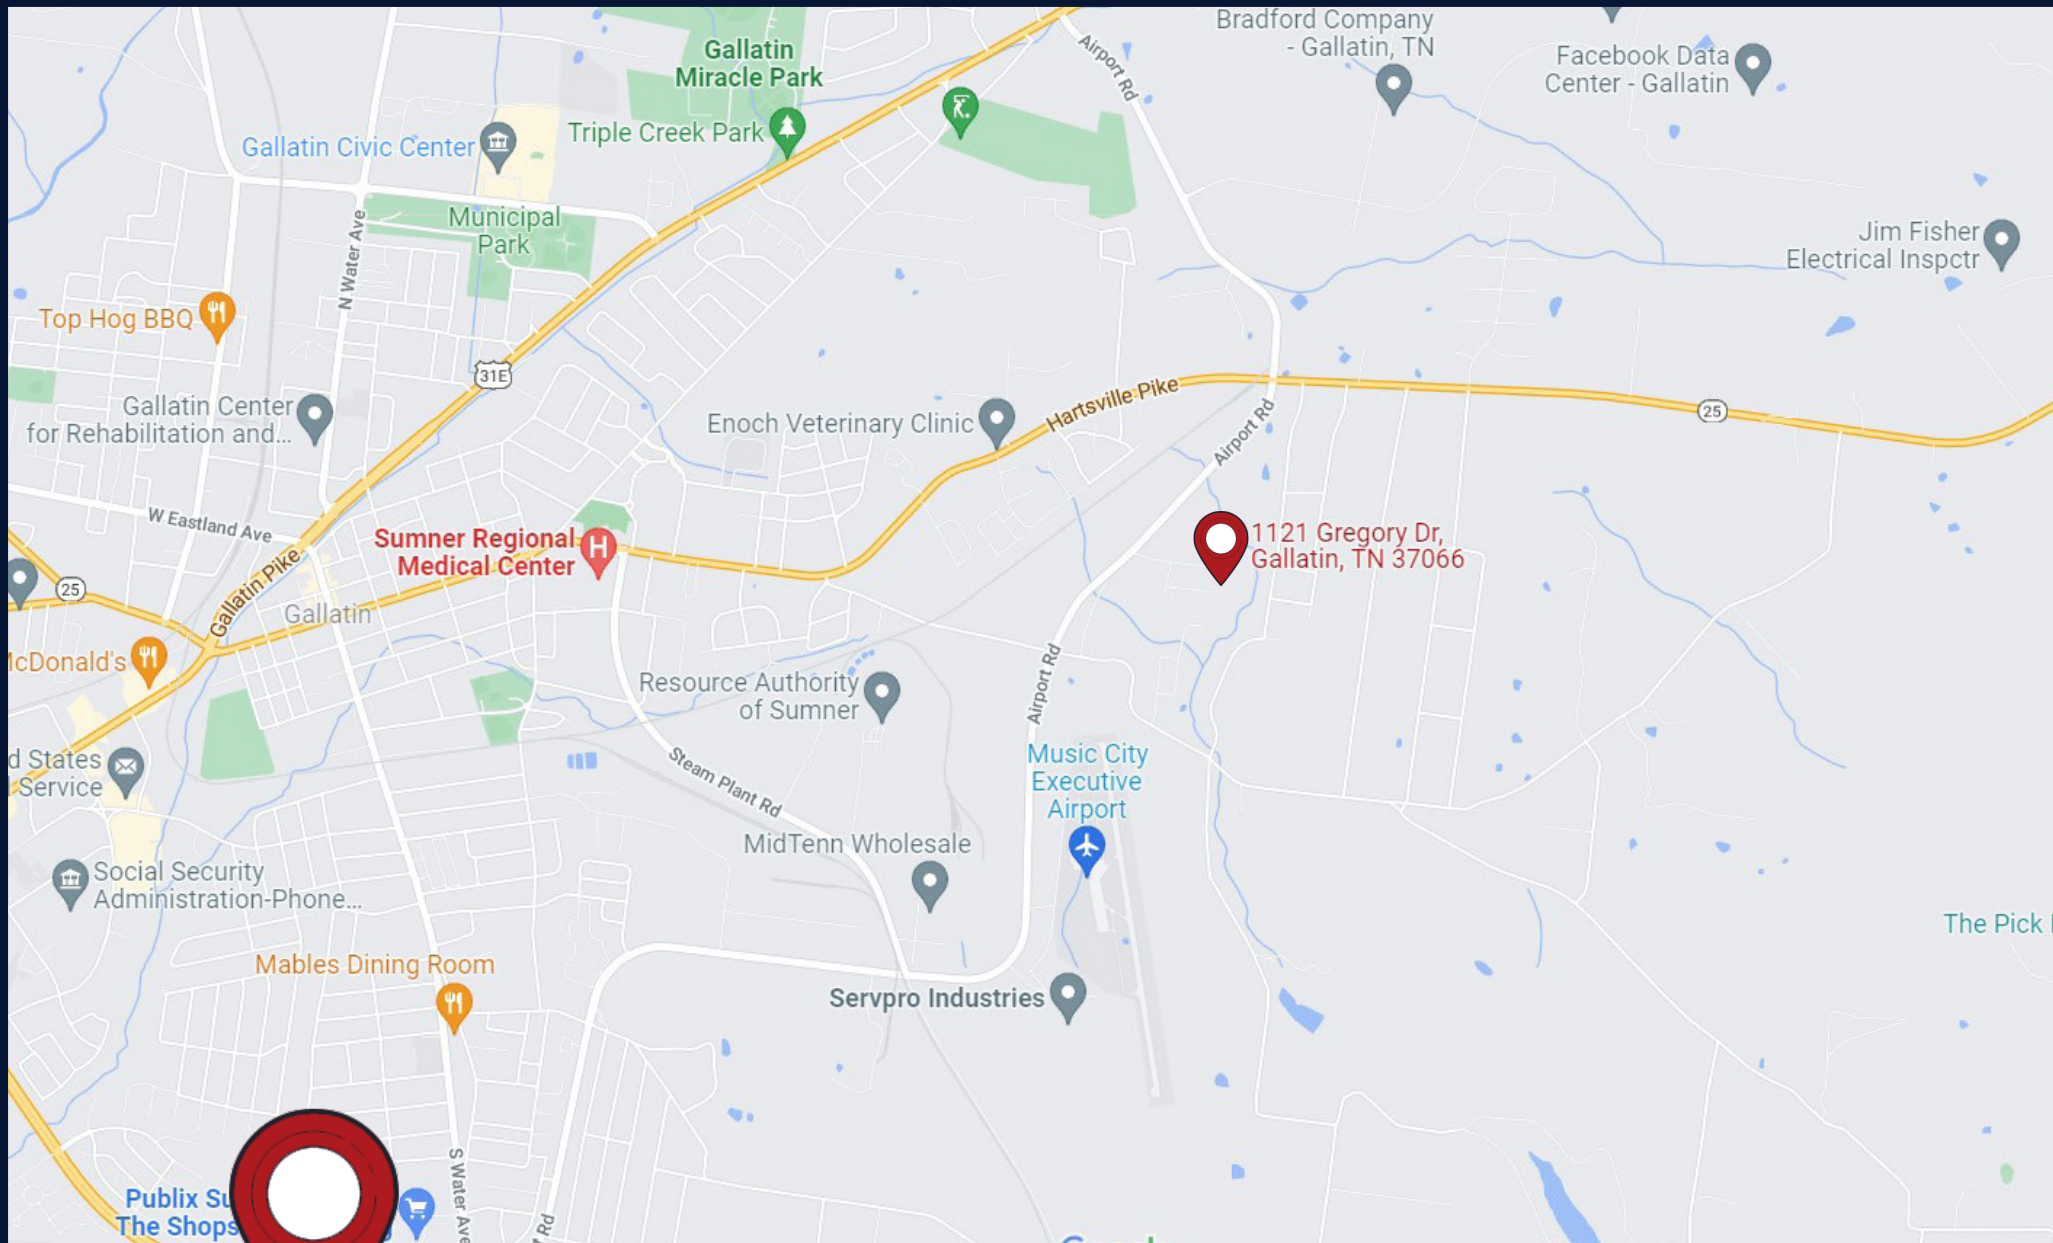 Bradford Company
- Gallatin, TN
Gallatin
Miracle Park
Airport Rd
Facebook Data
Center - Gallatin
Triple Creek Park
Gallatin Civic Center
Municipal
Park
N Water Ave
Jim Fisher
Electrical Inspctr
Top Hog BBQ
31E
Hartsville Pike
Gallatin Center
for Rehabilitation and...
Enoch Veterinary Clinic
25
Airport Rd
W Eastland Ave
Sumner Regional
Medical Center
1121 Gregory Dr,
Gallatin, TN 37066
25
Gallatin Pike
Gallatin
McDonald's
Airport Rd
Resource Authority
of Sumner
d States
Service
Steam Plant Rd
Music City
Executive
Airport
MidTenn Wholesale
Social Security
Administration-Phone...
The Pick
Mables Dining Room
Servpro Industries
S Water Ave
Publix Su
The Shops
Rd